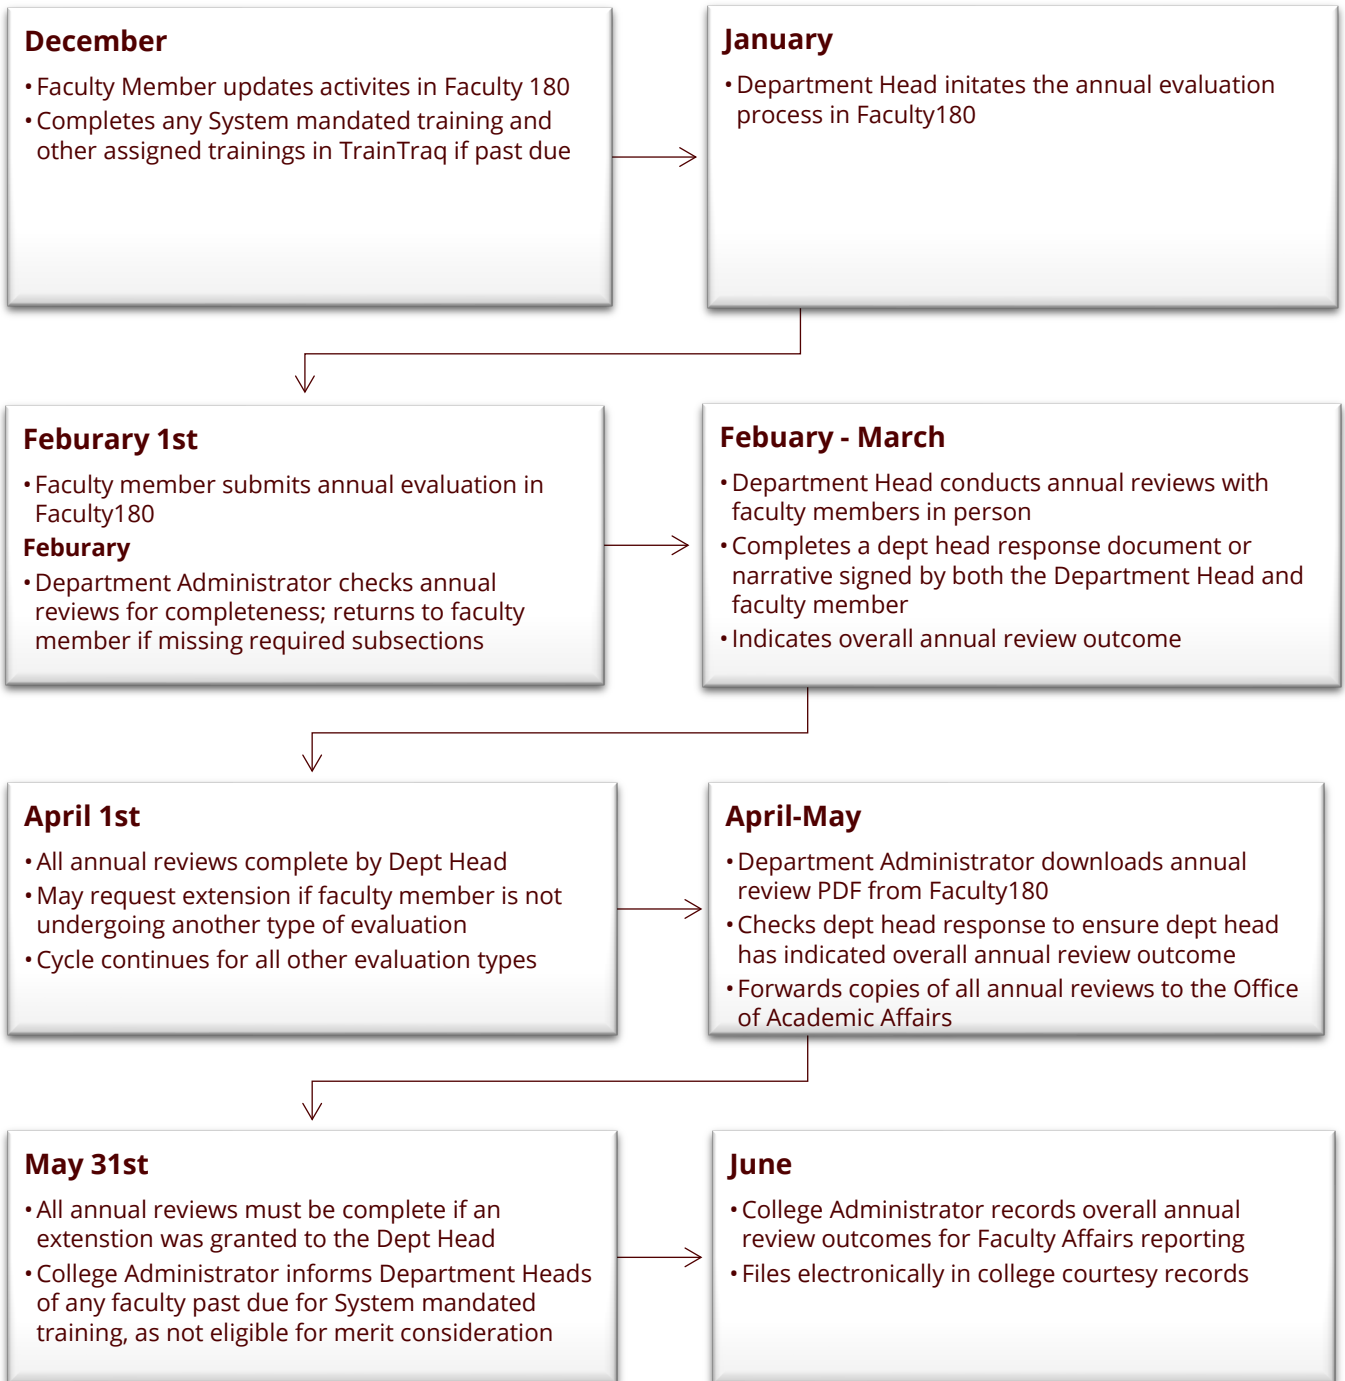 December
•Faculty Member updates activites in Faculty 180
•Completes any System mandated training and
other assigned trainings in TrainTraq if past due
January
•Department Head initates the annual evaluation
process in Faculty180
Feburary 1st
•Faculty member submits annual evaluation in
Faculty180
Feburary
•Department Administrator checks annual
reviews for completeness; returns to faculty
member if missing required subsections
Febuary - March
•Department Head conducts annual reviews with
faculty members in person
•Completes a dept head response document or
narrative signed by both the Department Head and
faculty member
•Indicates overall annual review outcome
April 1st
•All annual reviews complete by Dept Head
•May request extension if faculty member is not
undergoing another type of evaluation
•Cycle continues for all other evaluation types
April-May
•Department Administrator downloads annual
review PDF from Faculty180
•Checks dept head response to ensure dept head
has indicated overall annual review outcome
•Forwards copies of all annual reviews to the Office
of Academic Affairs
May 31st
•All annual reviews must be complete if an
extenstion was granted to the Dept Head
•College Administrator informs Department Heads
of any faculty past due for System mandated
training, as not eligible for merit consideration
June
•College Administrator records overall annual
review outcomes for Faculty Affairs reporting
•Files electronically in college courtesy records